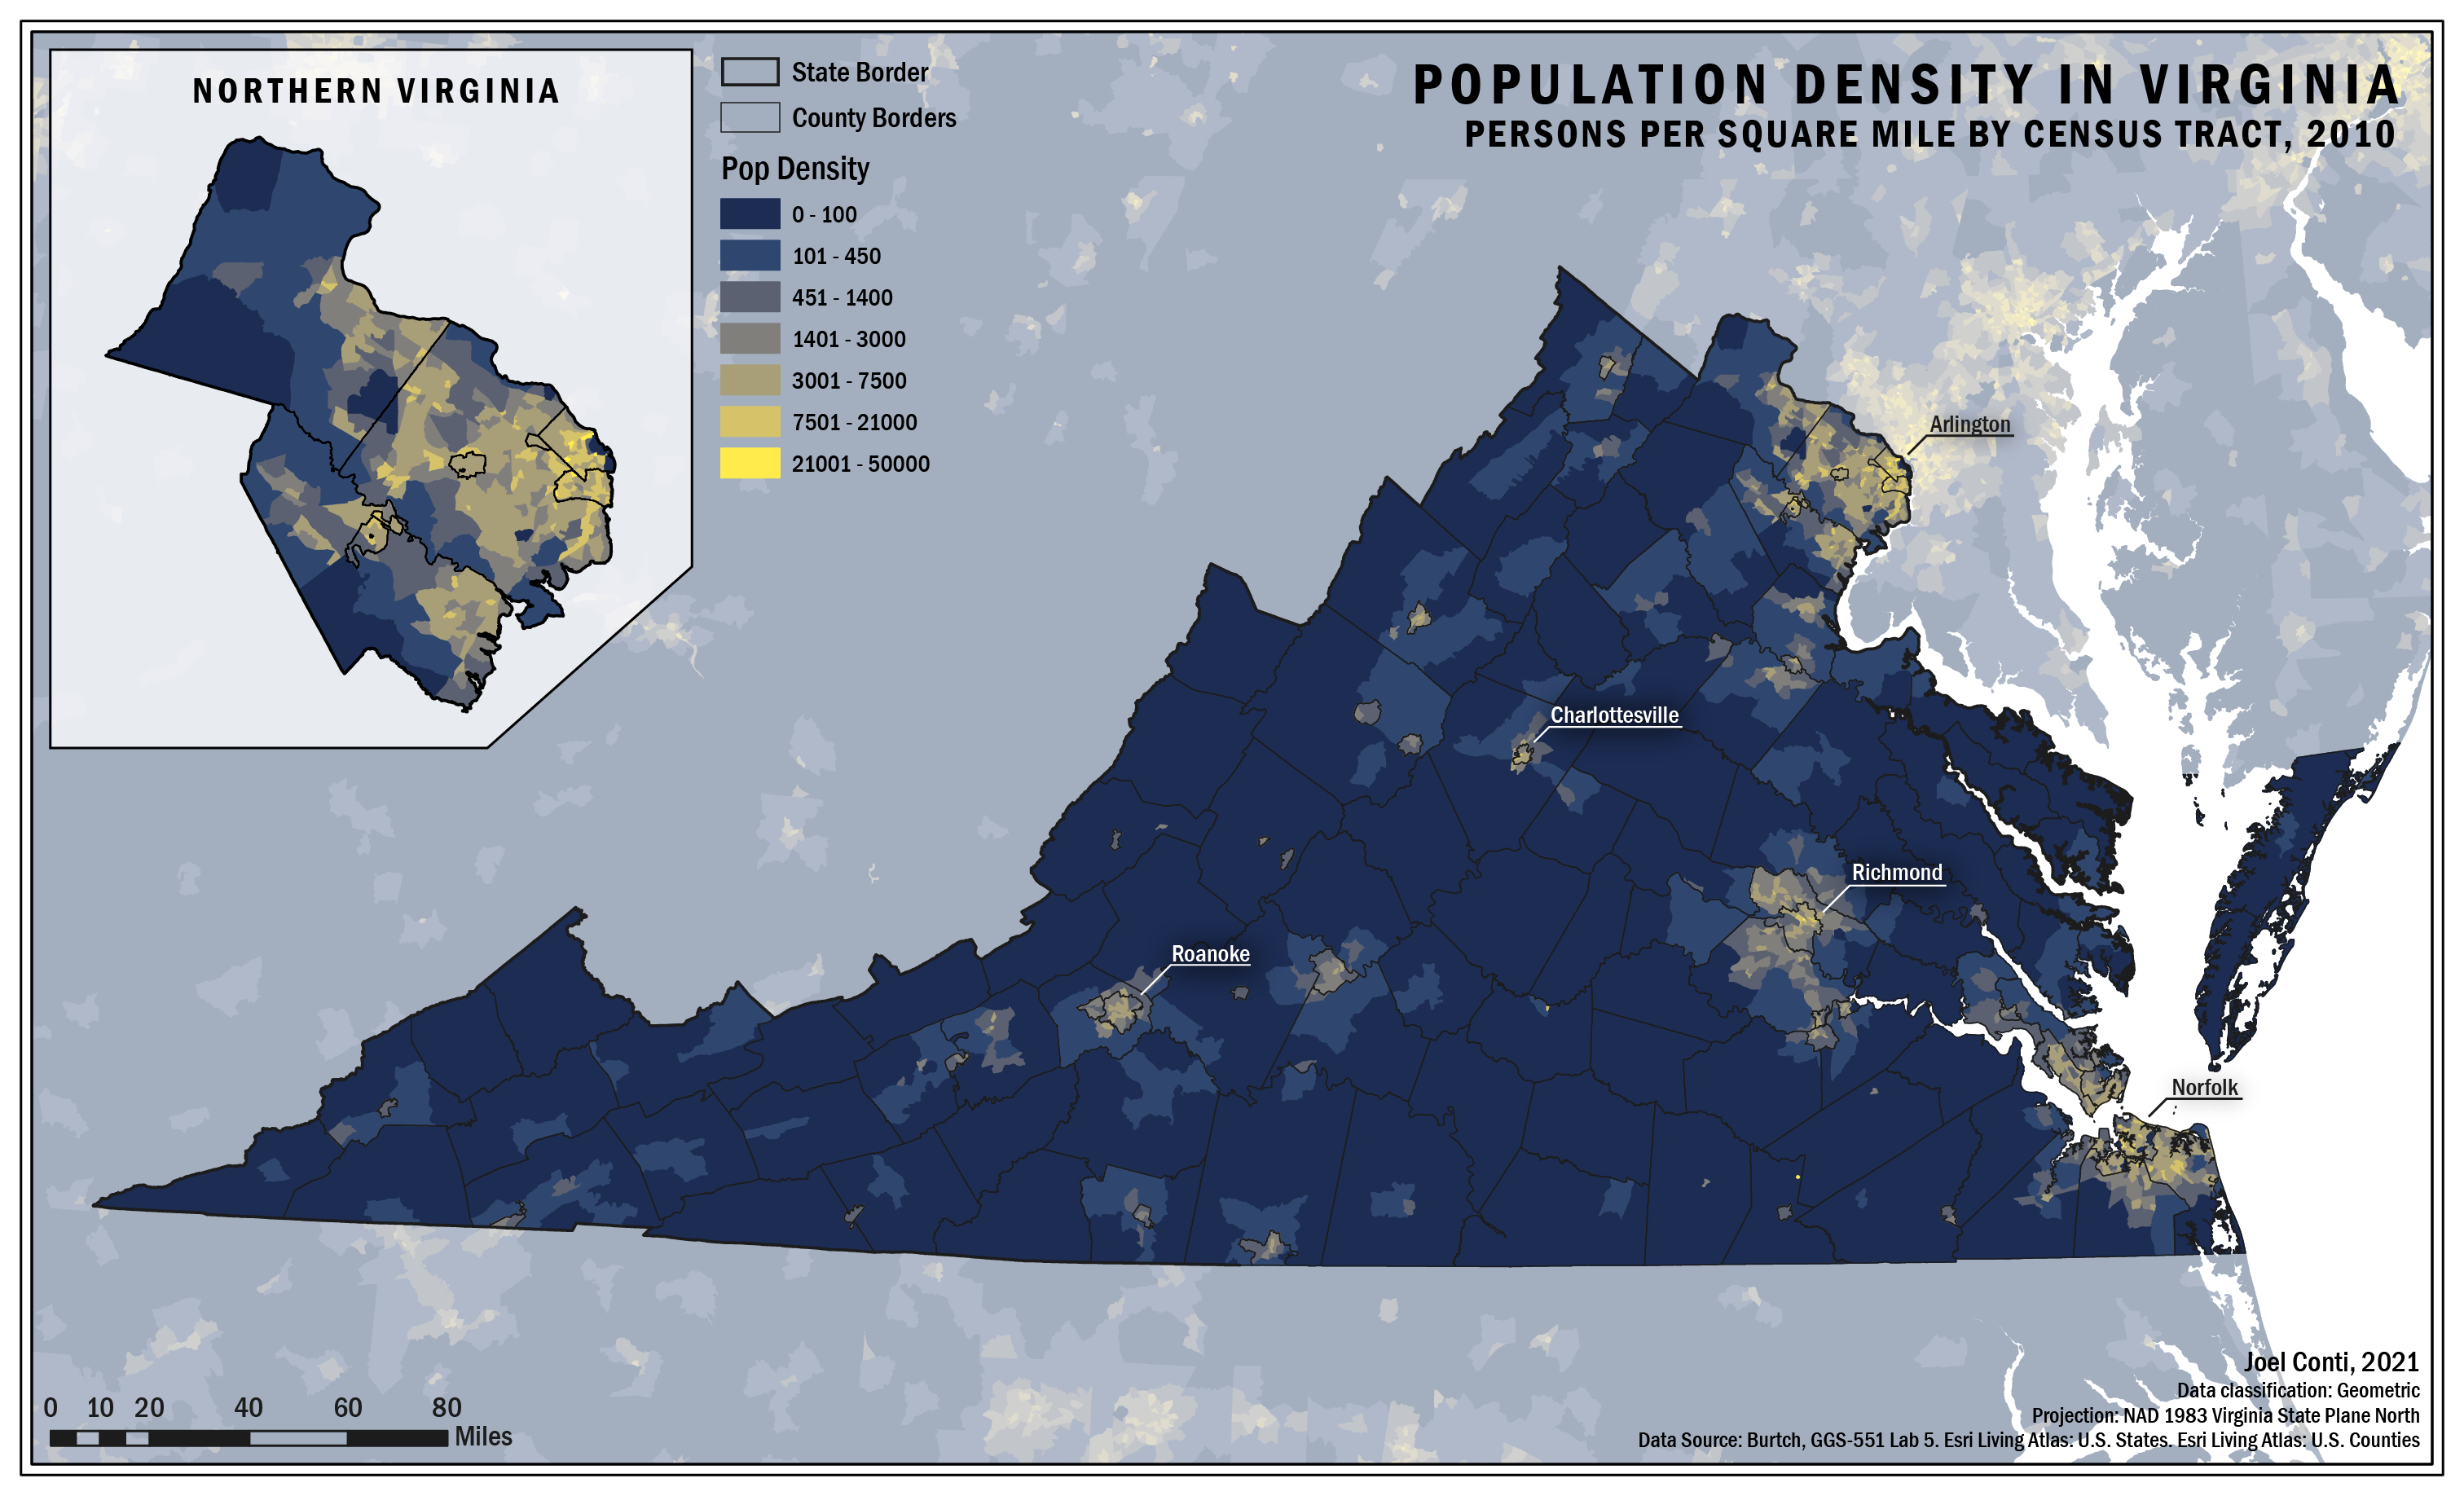 NORTHERN VIRGINIA
State Border
County Borders
Pop Density
0 - 100
101 - 450
451 - 1400
1401 - 3000
3001 - 7500
7501 - 21000
21001 - 50000
POPULATION DENSITY IN VIRGINIA
PERSONS PER SQUARE MILE BY CENSUS TRACT, 2010
Arlington
Charlottesville
Richmond
Roanoke
Norfolk
0 10 20 40 60 80
Miles
Joel Conti, 2021
Data classification: Geometric
Projection: NAD 1983 Virginia State Plane North
Data Source: Burtch, GGS-551 Lab 5. Esri Living Atlas: U.S. States. Esri Living Atlas: U.S. Counties